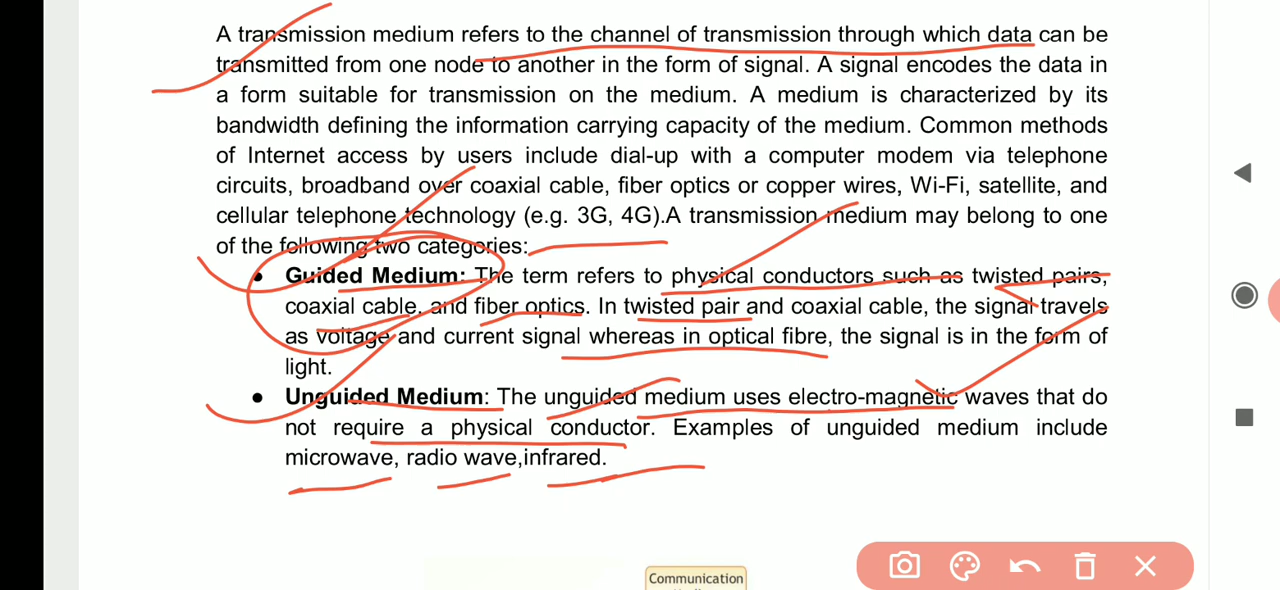 A transmission medium refers to the channel of transmission through which data can be
transmitted from one node to another in the form of signal. A signal encodes the data in
a form suitable for transmission on the medium. A medium is characterized by its
bandwidth defining the information carrying capacity of the medium. Common methods
of Internet access by users include dial-up with a computer modem via telephone
circuits, broadband over coaxial cable, fiber optics or copper wires, Wi-Fi, satellite, and
cellular telephone technology (e.g. 3G, 4G).A transmission medium may belong to one
of the following two categories:
• Guided Medium: The term refers to physical conductors such as twisted pairs,
coaxial cable, and fiber optics. In twisted pair and coaxial cable, the signal travels
as voltage and current signal whereas in optical fibre, the signal is in the form of
light.
• Unguided Medium: The unguided medium uses electro-magnetic waves that do
not require a physical conductor. Examples of unguided medium include
microwave, radio wave,infrared.
Communication